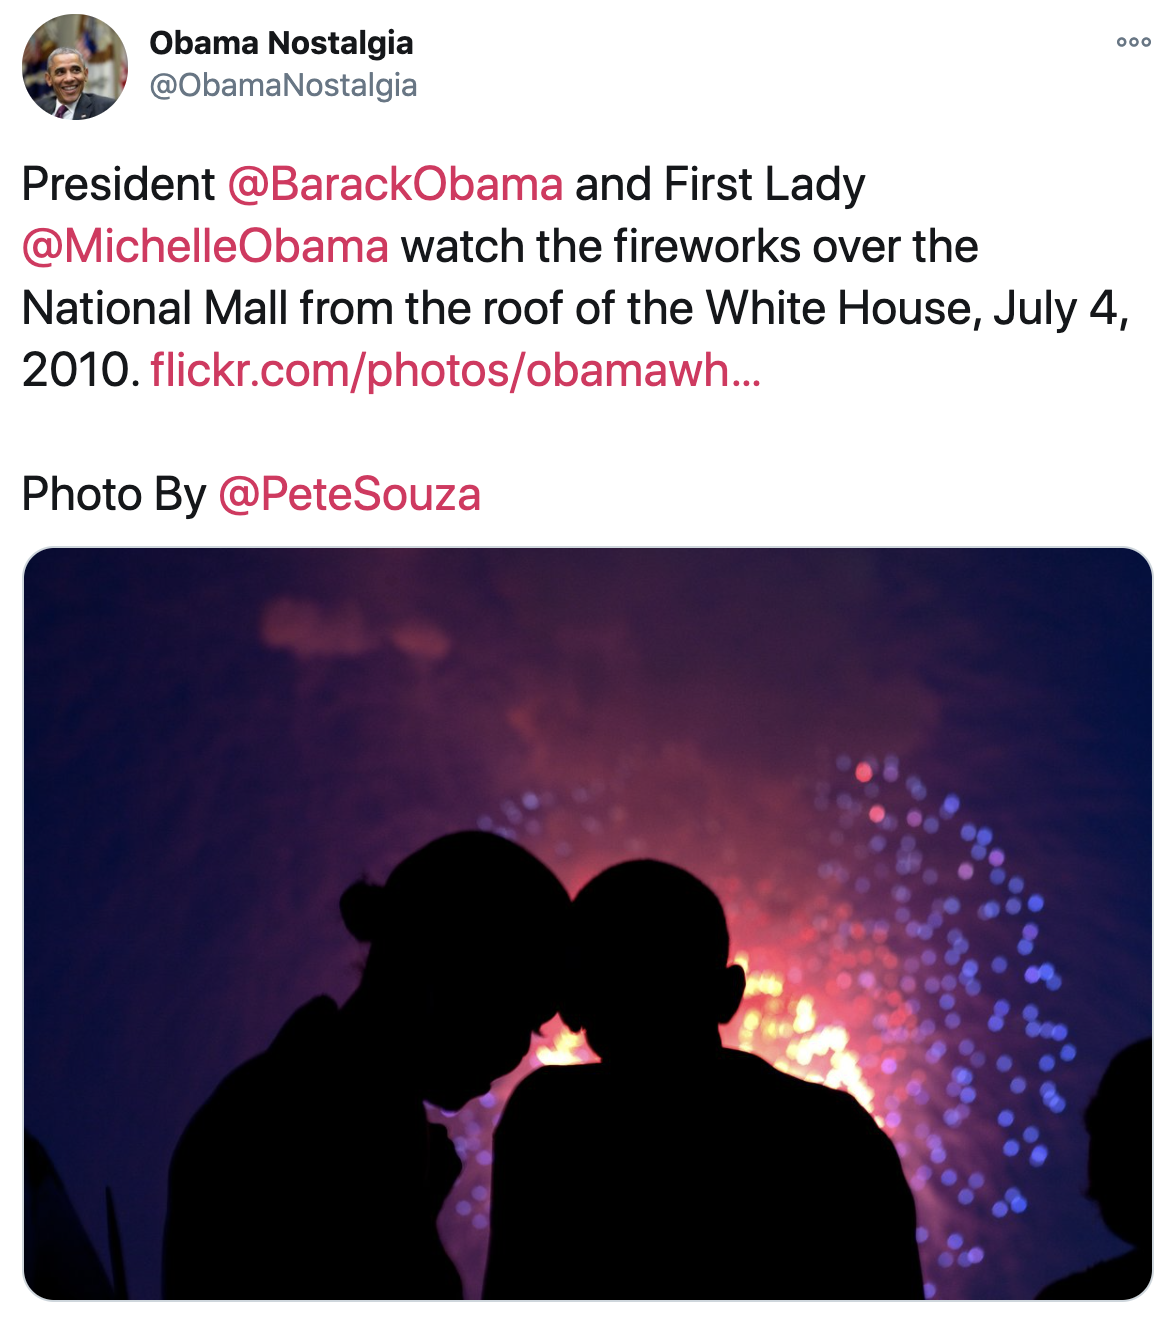 Obama Nostalgia
@ObamaNostalgia
President @BarackObama and First Lady
@MichelleObama watch the fireworks over the
National Mall from the roof of the White House, July 4,
2010. flickr.com/photos/obamawh...
Photo By @PeteSouza